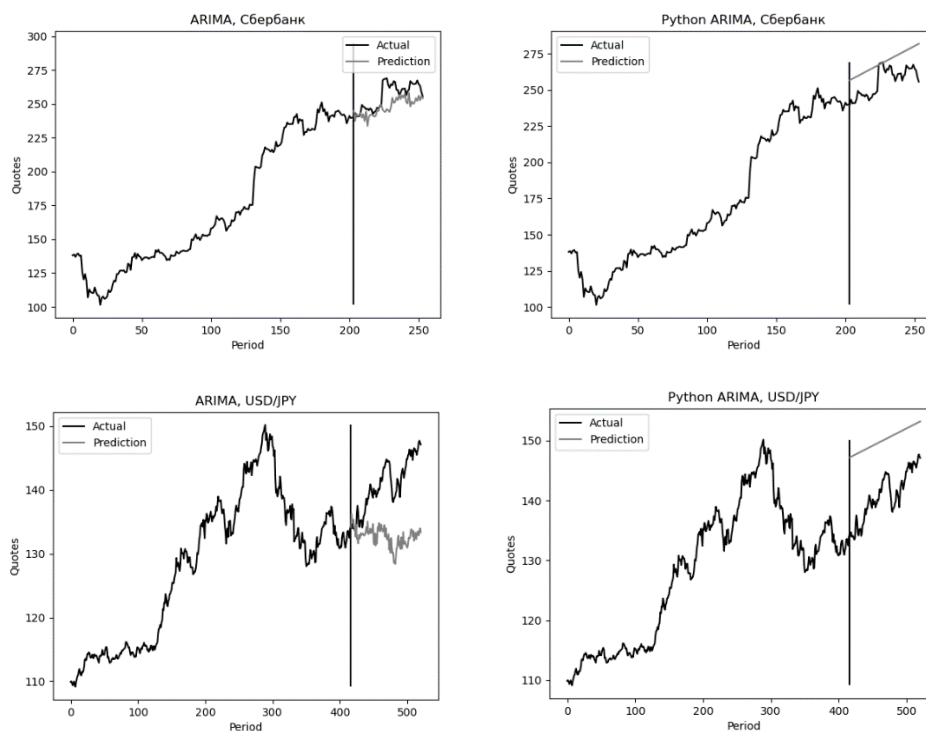 ARIMA, Сбербанк
300
275
250
225
200
175
150
125
100
0 50 100 150 200 250
Quotes
Period
Actual
Prediction
Python ARIMA, Сбербанк
275
250
225
200
175
150
125
100
0 50 100 150 200 250
Quotes
Period
Actual
Prediction
ARIMA, USD/JPY
150
140
130
120
110
0 100 200 300 400 500
Quotes
Period
Actual
Prediction
Python ARIMA, USD/JPY
150
140
130
120
110
0 100 200 300 400 500
Quotes
Period
Actual
Prediction